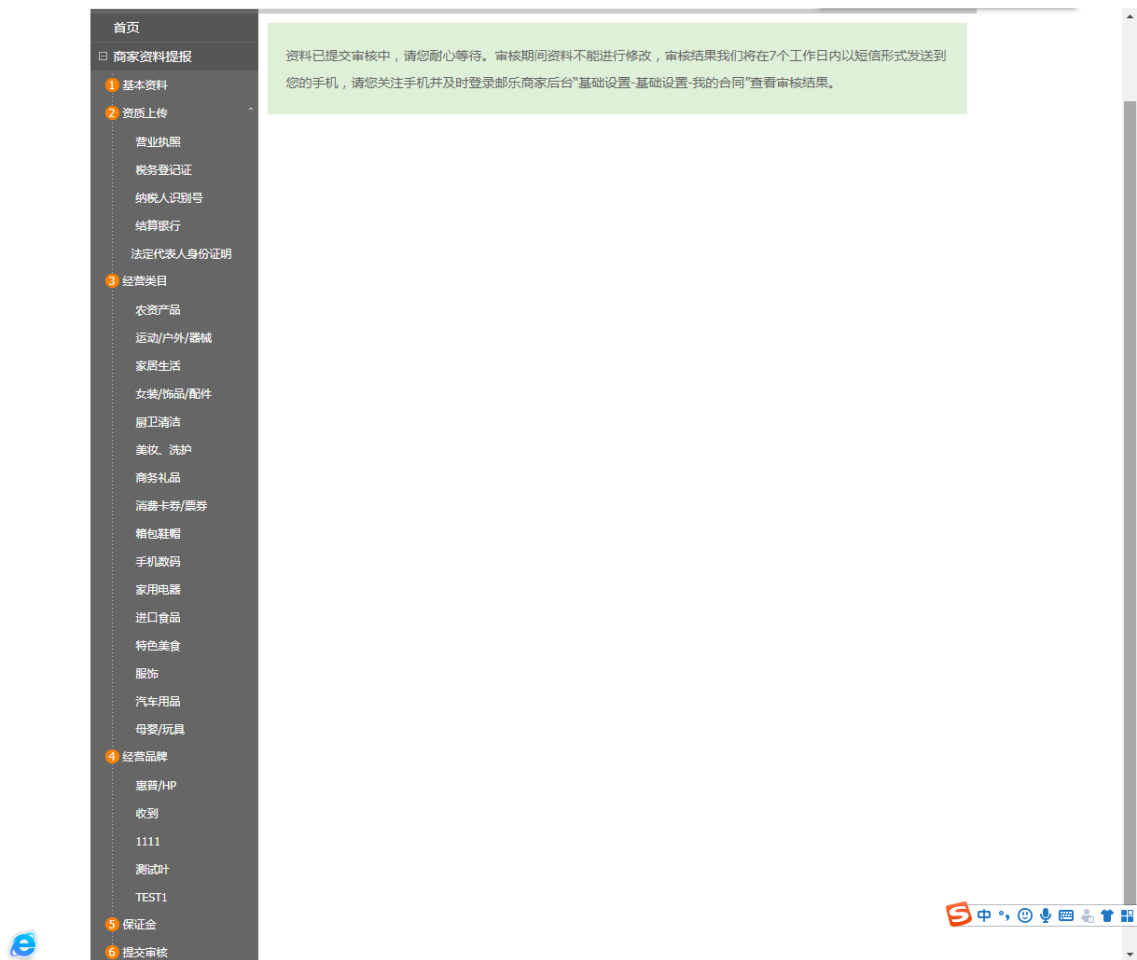 首页
商家资料提报
1 基本资料
2 资质上传
营业执照
税务登记证
纳税人识别号
结算银行
法定代表人身份证明
3 经营类目
农资产品
运动/户外/器械
家居生活
女装/饰品/配件
厨卫清洁
美妆、洗护
商务礼品
消费卡券/票券
箱包鞋帽
手机数码
家用电器
进口食品
特色美食
服饰
汽车用品
母婴/玩具
4 经营品牌
惠普/HP
收到
1111
测试叶
TEST1
5 保证金
6 提交审核
资料已提交审核中，请您耐心等待。审核期间资料不能进行修改，审核结果我们将在7个工作日内以短信形式发送到
您的手机，请您关注手机并及时登录邮乐商家后台"基础设置-基础设置-我的合同"查看审核结果。
中